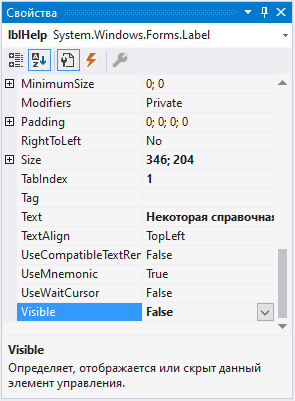 Свойства
lblHelp System.Windows.Forms.Label
MinimumSize 0; 0
Modifiers Private
Padding 0; 0; 0; 0
RightToLeft No
Size 346; 204
TabIndex 1
Tag
Text Некоторая справочная
TextAlign TopLeft
UseCompatibleTextRen False
UseMnemonic True
UseWaitCursor False
Visible False
Visible
Определяет, отображается или скрыт данный
элемент управления.